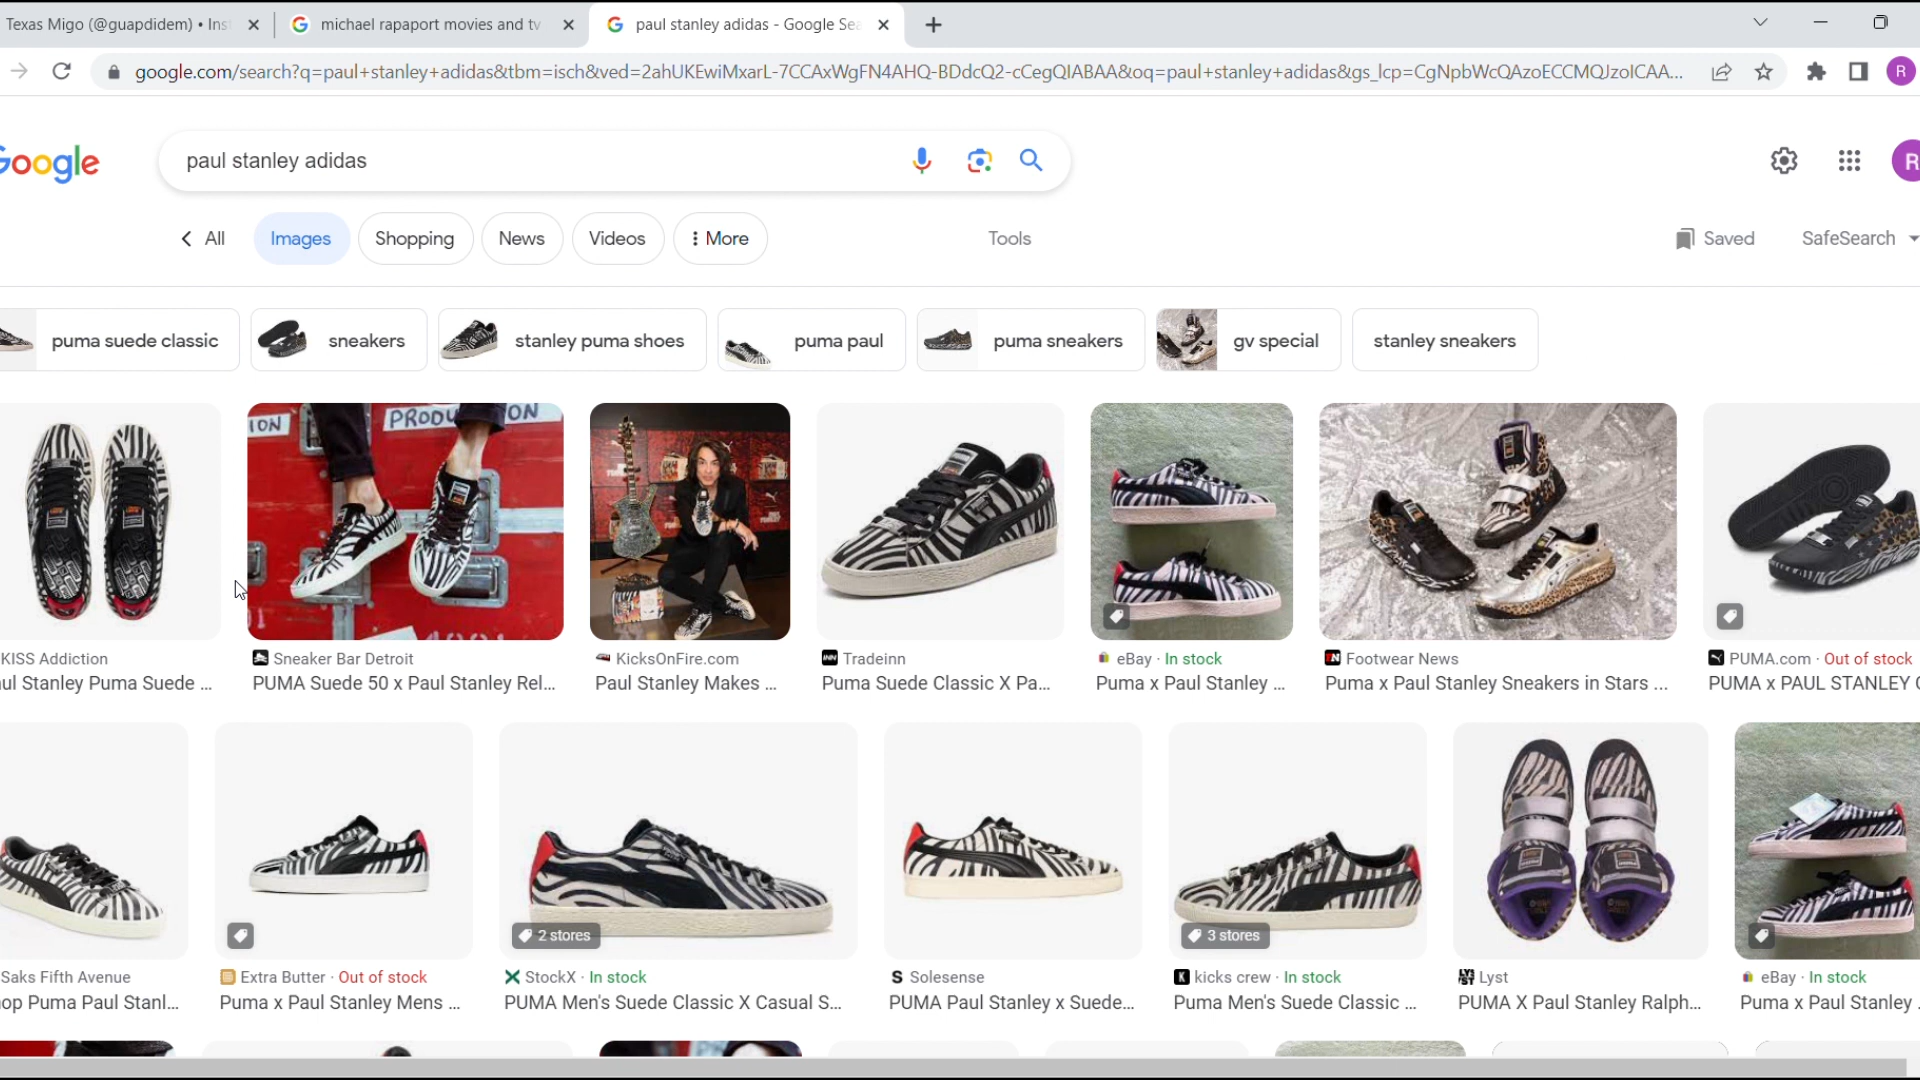 Texas Migo (@guapdidem) • Ins
michael rapaport movies and tv
paul stanley adidas - Google Sea
google.com/search?q=paul+stanley+adidas&tbm=isch&ved=2ahUKEwiMxarL-7CCAxWgFN4AHQ-BDdcQ2-cCegQIABAA&oq=paul+stanley+adidas&gs_lcp=CgNpbWcQAzoECCMQJzoICAA...
R
Google
paul stanley adidas
R
All
Images
Shopping
News
Videos
More
Tools
Saved
SafeSearch
puma suede classic
sneakers
stanley puma shoes
puma paul
puma sneakers
gv special
stanley sneakers
ION
PRODU
ON
KISS Addiction
ul Stanley Puma Suede ...
Sneaker Bar Detroit
PUMA Suede 50 x Paul Stanley Rel...
KicksOnFire.com
Paul Stanley Makes ...
Tradeinn
Puma Suede Classic X Pa...
eBay · In stock
Puma x Paul Stanley ...
Footwear News
Puma x Paul Stanley Sneakers in Stars ...
PUMA.com · Out of stock
PUMA x PAUL STANLEY
2 stores
3 stores
Saks Fifth Avenue
op Puma Paul Stanl...
Extra Butter · Out of stock
Puma x Paul Stanley Mens ...
StockX · In stock
PUMA Men's Suede Classic X Casual S...
Solesense
PUMA Paul Stanley x Suede...
kicks crew · In stock
Puma Men's Suede Classic ...
Lyst
PUMA X Paul Stanley Ralph...
eBay · In stock
Puma x Paul Stanley